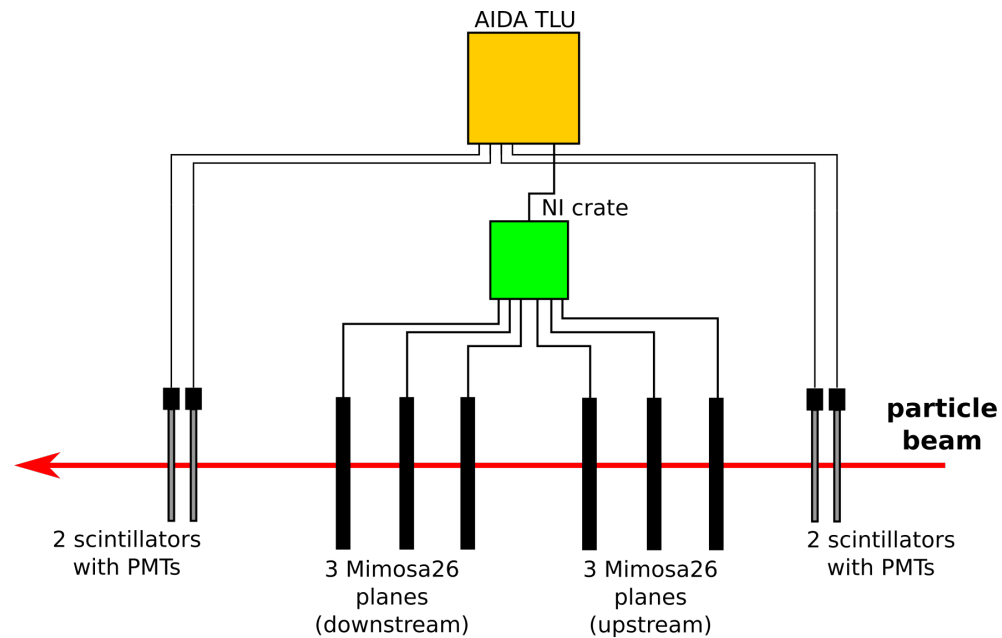 AIDA TLU
NI crate
particle
beam
2 scintillators
with PMTs
3 Mimosa26
planes
(downstream)
3 Mimosa26
planes
(upstream)
2 scintillators
with PMTs